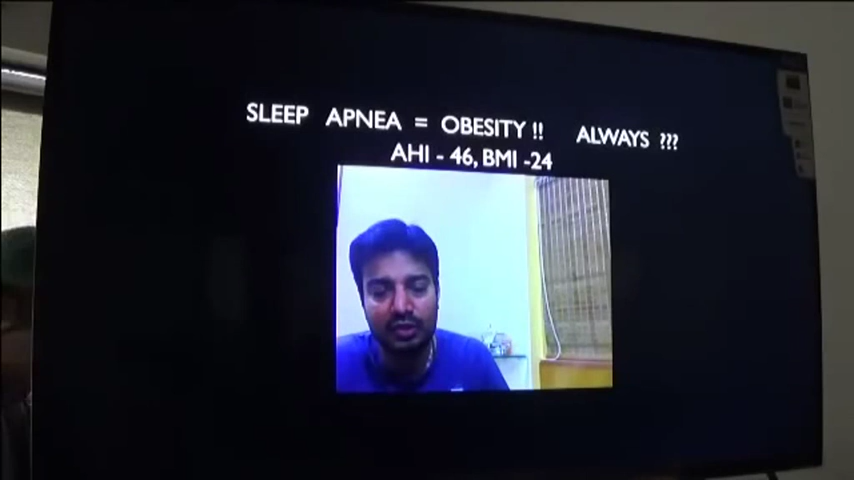 SLEEP APNEA = OBESITY !! ALWAYS ???
AHI - 46, BMI -24